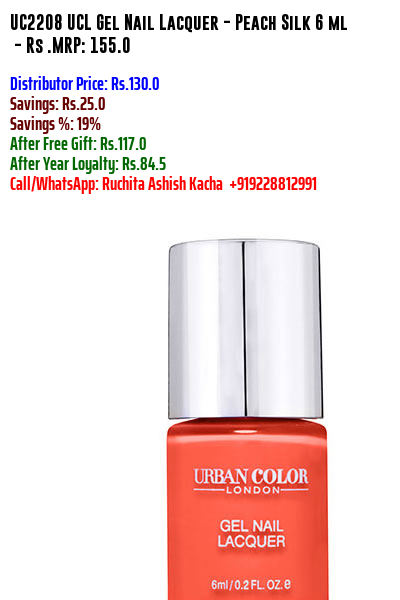 UC2208 UCL Gel Nail Lacquer - Peach Silk 6 ml
- Rs .MRP: 155.0
Distributor Price: Rs.130.0
Savings: Rs.25.0
Savings %: 19%
After Free Gift: Rs.117.0
After Year Loyalty: Rs.84.5
Call/WhatsApp: Ruchita Ashish Kacha +919228812991
URBAN COLOR
LONDON
GEL NAIL
LACQUER
6ml/0.2 FL. OZ.e